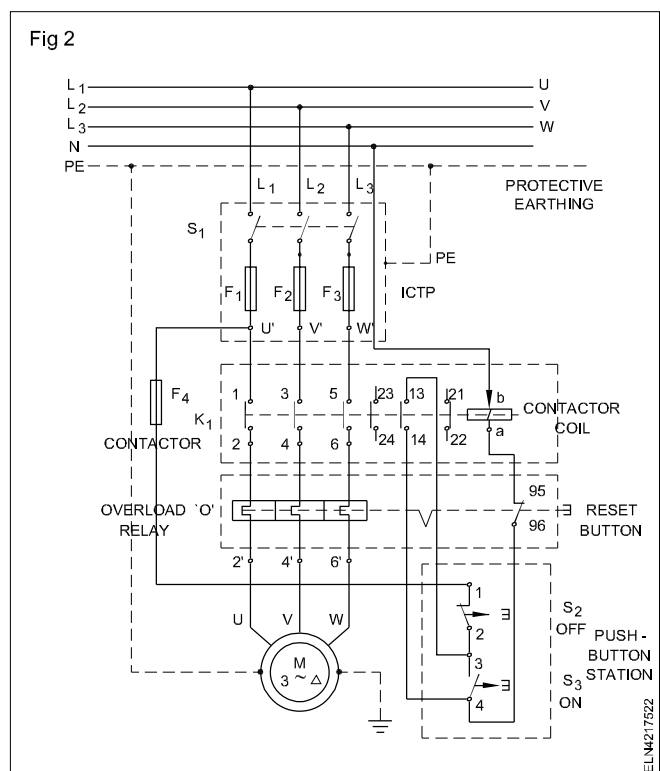 Fig 2
L1 U
L2 V
L3 W
N
PE
L1 L2 L3
PROTECTIVE
EARTHING
S1
PE
F1 F2 F3
ICTP
U' V' W'
F4
1 3 5 23 13 21
b
K1
CONTACTOR
COIL
a
CONTACTOR
2 4 6 24 14 22
95
OVERLOAD `O'
RELAY
RESET
BUTTON
96
2' 4' 6'
1
S2
OFF
U V W
2
PUSH -
BUTTON
STATION
M
3 ~ △
3
S3
ON
4
ELN4217522